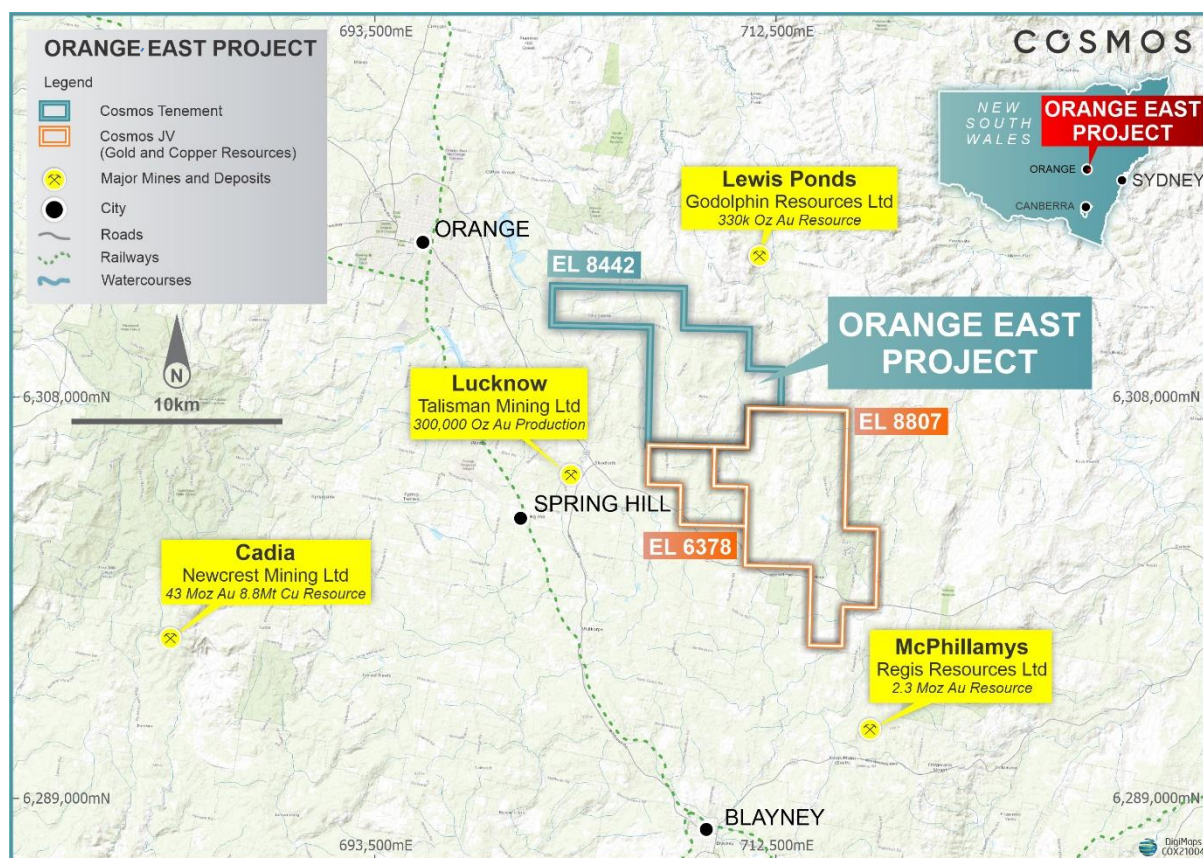 ORANGE EAST PROJECT
Legend
Cosmos Tenement
Cosmos JV
(Gold and Copper Resources)
Major Mines and Deposits
City
Roads
Railways
Watercourses
693,500mE
712,500mE
COSMOS
NEW
SOUTH
WALES
ORANGE EAST
PROJECT
ORANGE
SYDNEY
CANBERRA
Lewis Ponds
Godolphin Resources Ltd
330k Oz Au Resource
ORANGE
EL 8442
ORANGE EAST
PROJECT
N
10km
6,308,000mN
6,308,000mN
Lucknow
Talisman Mining Ltd
300,000 Oz Au Production
EL 8807
SPRING HILL
EL 6378
Cadia
Newcrest Mining Ltd
43 Moz Au 8.8Mt Cu Resource
McPhillamys
Regis Resources Ltd
2.3 Moz Au Resource
6,289,000mN
6,289,000mN
BLAYNEY
693,500mE
712,500mE
DigiMaps
COX21004